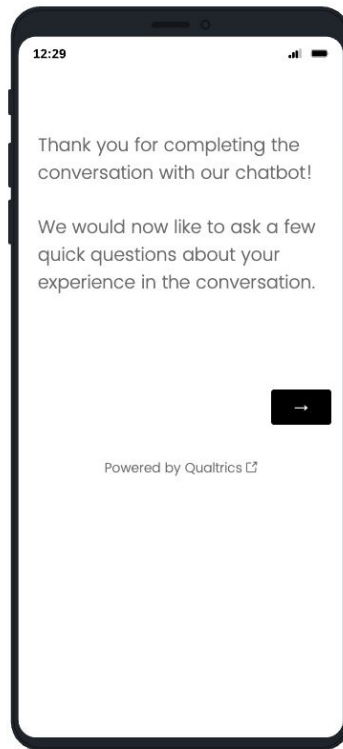 12:29
Thank you for completing the
conversation with our chatbot!
We would now like to ask a few
quick questions about your
experience in the conversation.
→
Powered by Qualtrics